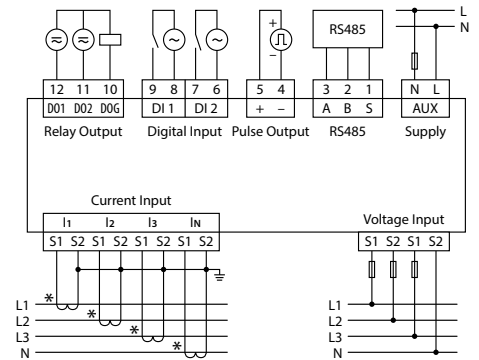 L
N
+
−
RS485
12 11 10 9 8 7 6 5 4 3 2 1 N L
DO1 DO2 DOG DI 1 DI 2 + − A B S AUX
Relay Output Digital Input Pulse Output RS485 Supply
Current Input
Voltage Input
I1 I2 I3 IN
S1 S2 S1 S2 S1 S2 S1 S2 S1 S2 S1 S2
L1 * L1
L2 * L2
L3 * L3
N * N